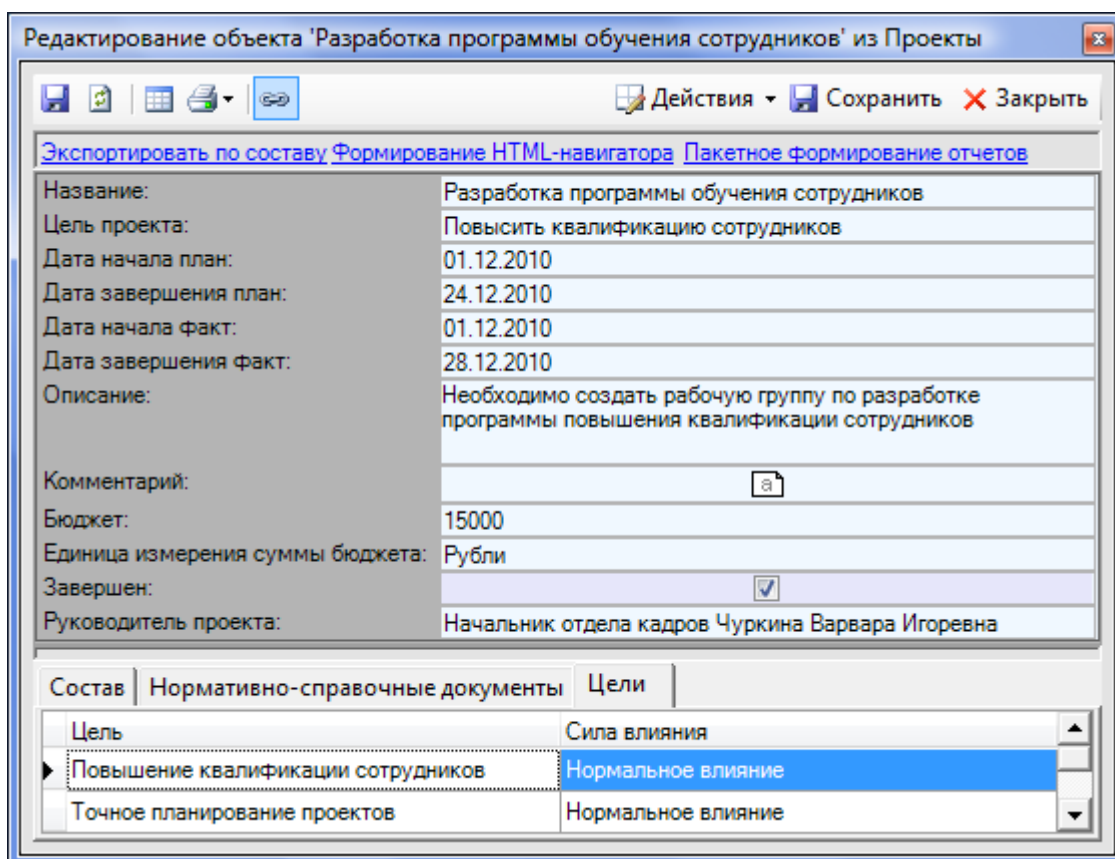 Редактирование объекта 'Разработка программы обучения сотрудников' из Проекты
Действия Сохранить Закрыть
Экспортировать по составу Формирование HTML-навигатора Пакетное формирование отчетов
Название: Разработка программы обучения сотрудников
Цель проекта: Повысить квалификацию сотрудников
Дата начала план: 01.12.2010
Дата завершения план: 24.12.2010
Дата начала факт: 01.12.2010
Дата завершения факт: 28.12.2010
Описание: Необходимо создать рабочую группу по разработке
программы повышения квалификации сотрудников
Комментарий: a
Бюджет: 15000
Единица измерения суммы бюджета: Рубли
Завершен:
Руководитель проекта: Начальник отдела кадров Чуркина Варвара Игоревна
Состав Нормативно-справочные документы Цели
Цель Сила влияния
Повышение квалификации сотрудников Нормальное влияние
Точное планирование проектов Нормальное влияние